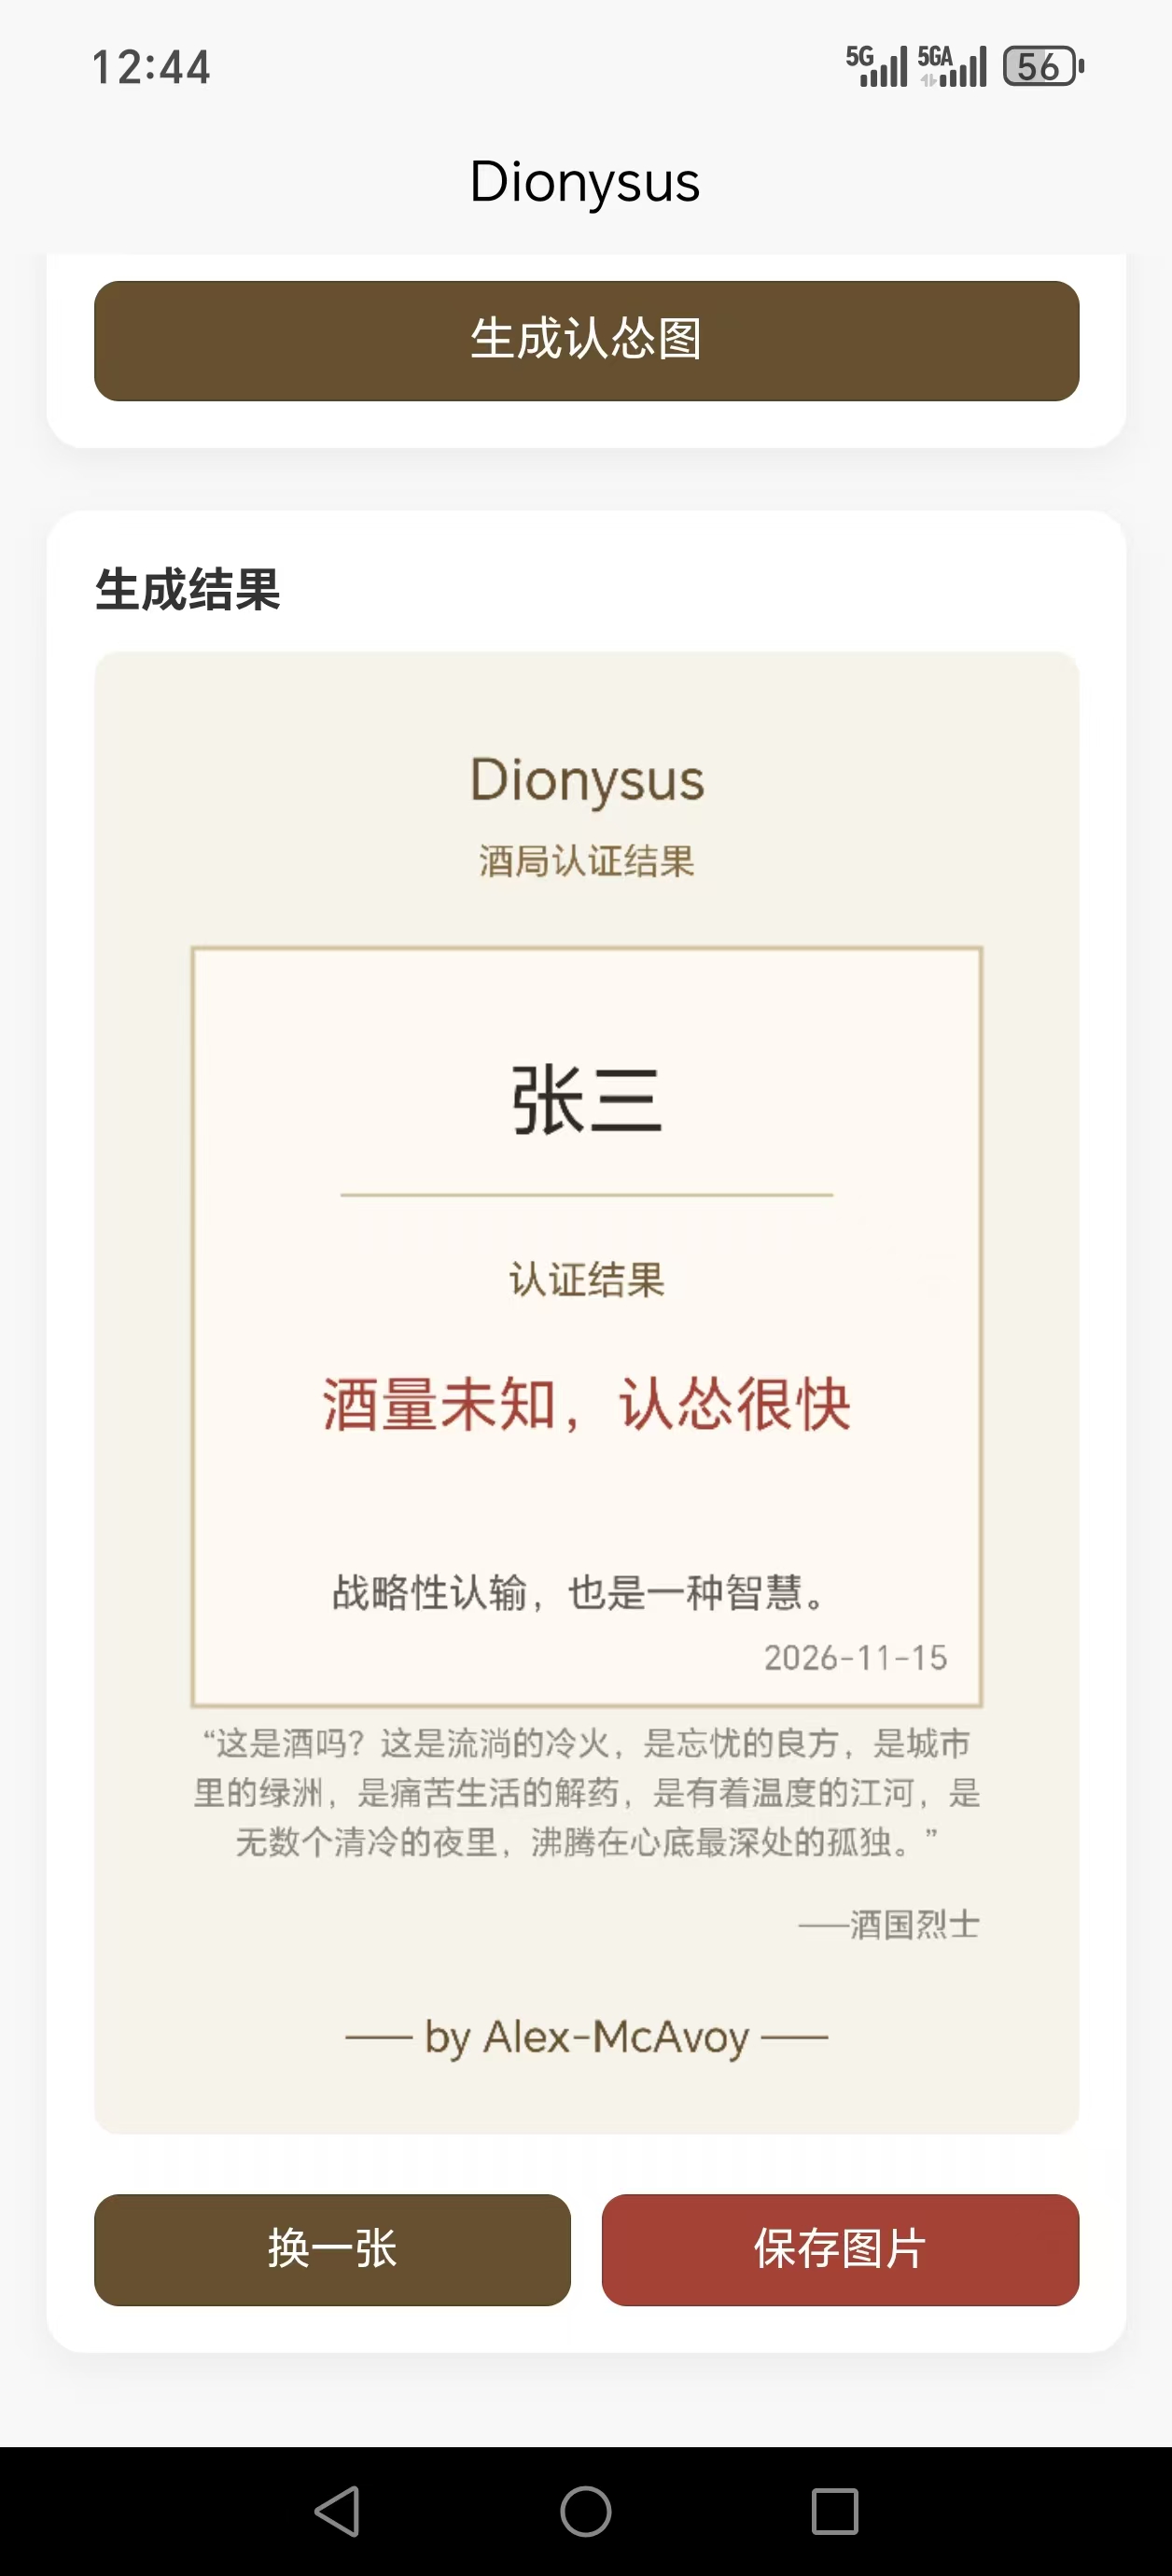 12:44
5G 5GA 56
Dionysus
生成认怂图
生成结果
Dionysus
酒局认证结果
张三
认证结果
酒量未知，认怂很快
战略性认输，也是一种智慧。
2026-11-15
“这是酒吗？这是流淌的冷火，是忘忧的良方，是城市
里的绿洲，是痛苦生活的解药，是有着温度的江河，是
无数个清冷的夜里，沸腾在心底最深处的孤独。”
——酒国烈士
—— by Alex-McAvoy ——
换一张
保存图片